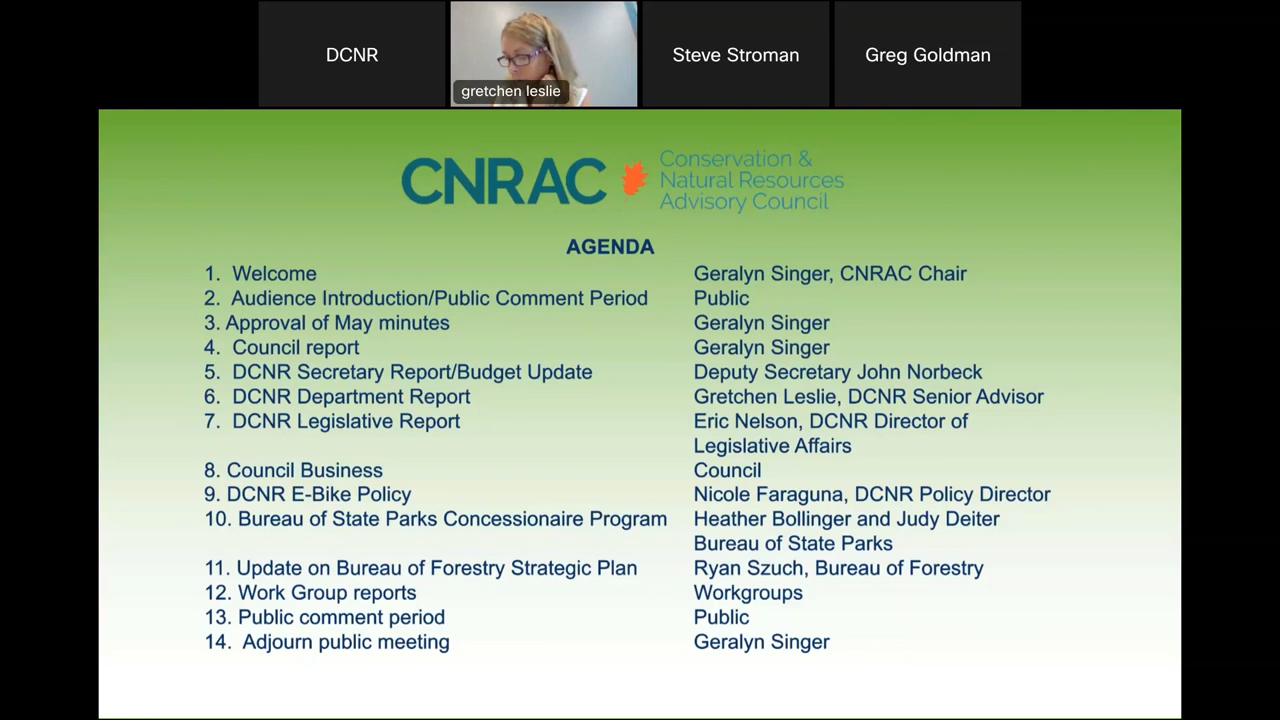 DCNR
gretchen leslie
Steve Stroman
Greg Goldman
CNRAC
Conservation &
Natural Resources
Advisory Council
AGENDA
1. Welcome Geralyn Singer, CNRAC Chair
2. Audience Introduction/Public Comment Period Public
3. Approval of May minutes Geralyn Singer
4. Council report Geralyn Singer
5. DCNR Secretary Report/Budget Update Deputy Secretary John Norbeck
6. DCNR Department Report Gretchen Leslie, DCNR Senior Advisor
7. DCNR Legislative Report Eric Nelson, DCNR Director of
Legislative Affairs
8. Council Business Council
9. DCNR E-Bike Policy Nicole Faraguna, DCNR Policy Director
10. Bureau of State Parks Concessionaire Program Heather Bollinger and Judy Deiter
Bureau of State Parks
11. Update on Bureau of Forestry Strategic Plan Ryan Szuch, Bureau of Forestry
12. Work Group reports Workgroups
13. Public comment period Public
14. Adjourn public meeting Geralyn Singer